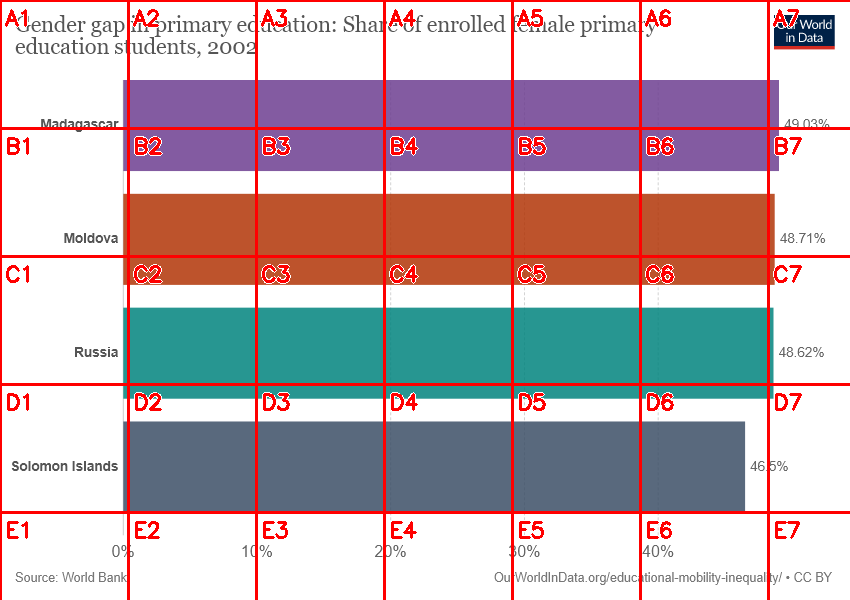 Gender gap in primary education: Share of enrolled female primary
education students, 2002
Our World
in Data
Madagascar
49.03%
Moldova
48.71%
Russia
48.62%
Solomon Islands
46.5%
0%
10%
20%
30%
40%
Source: World Bank
OurWorldInData.org/educational-mobility-inequality/ • CC BY
A1
A2
A3
A4
A5
A6
A7
B1
B2
B3
B4
B5
B6
B7
C1
C2
C3
C4
C5
C6
C7
D1
D2
D3
D4
D5
D6
D7
E1
E2
E3
E4
E5
E6
E7